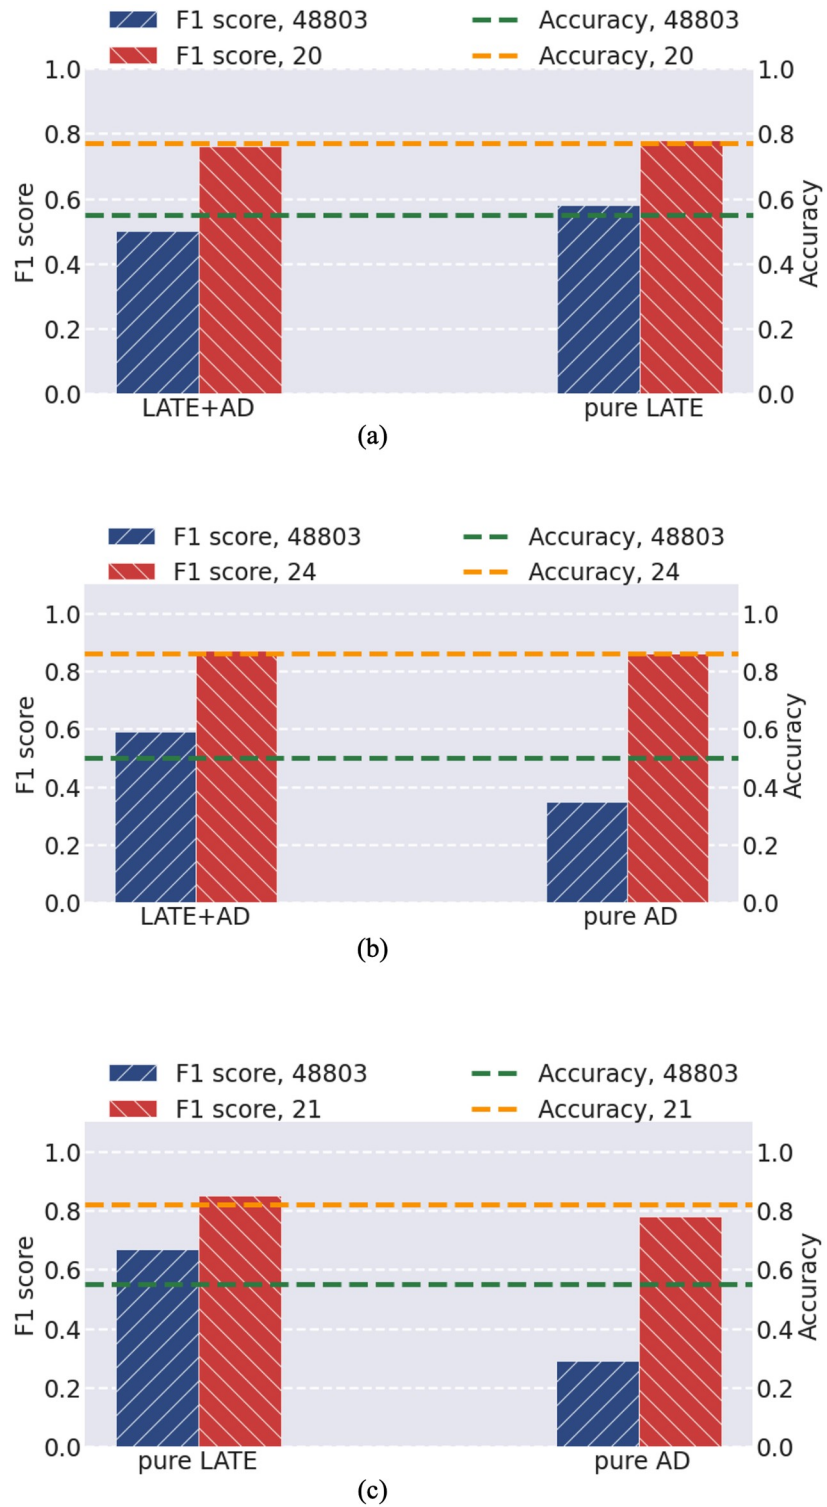 F1 score, 48803 Accuracy, 48803
F1 score, 20 Accuracy, 20
1.0 1.0
0.8 0.8
0.6 0.6
0.4 0.4
0.2 0.2
0.0 0.0
F1 score
Accuracy
LATE+AD pure LATE
(a)
F1 score, 48803 Accuracy, 48803
F1 score, 24 Accuracy, 24
1.0 1.0
0.8 0.8
0.6 0.6
0.4 0.4
0.2 0.2
0.0 0.0
F1 score
Accuracy
LATE+AD pure AD
(b)
F1 score, 48803 Accuracy, 48803
F1 score, 21 Accuracy, 21
1.0 1.0
0.8 0.8
0.6 0.6
0.4 0.4
0.2 0.2
0.0 0.0
F1 score
Accuracy
pure LATE pure AD
(c)